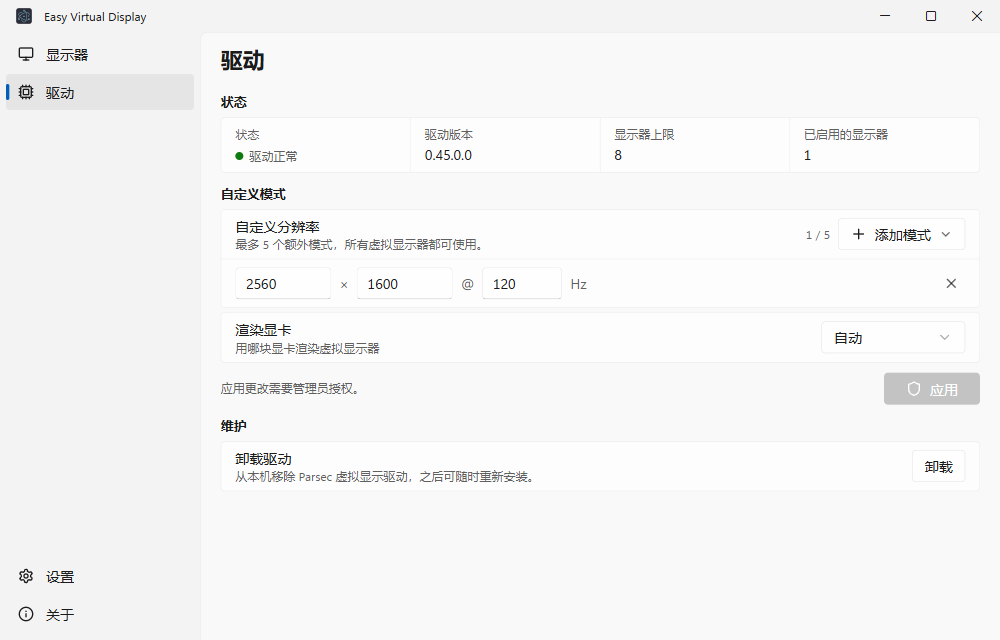 Easy Virtual Display
显示器
驱动
驱动
状态
状态
驱动正常
驱动版本
0.45.0.0
显示器上限
8
已启用的显示器
1
自定义模式
自定义分辨率
最多 5 个额外模式，所有虚拟显示器都可使用。
1 / 5
添加模式
2560 × 1600 @ 120 Hz
渲染显卡
用哪块显卡渲染虚拟显示器
自动
应用更改需要管理员授权。
应用
维护
卸载驱动
从本机移除 Parsec 虚拟显示驱动，之后可随时重新安装。
卸载
设置
关于